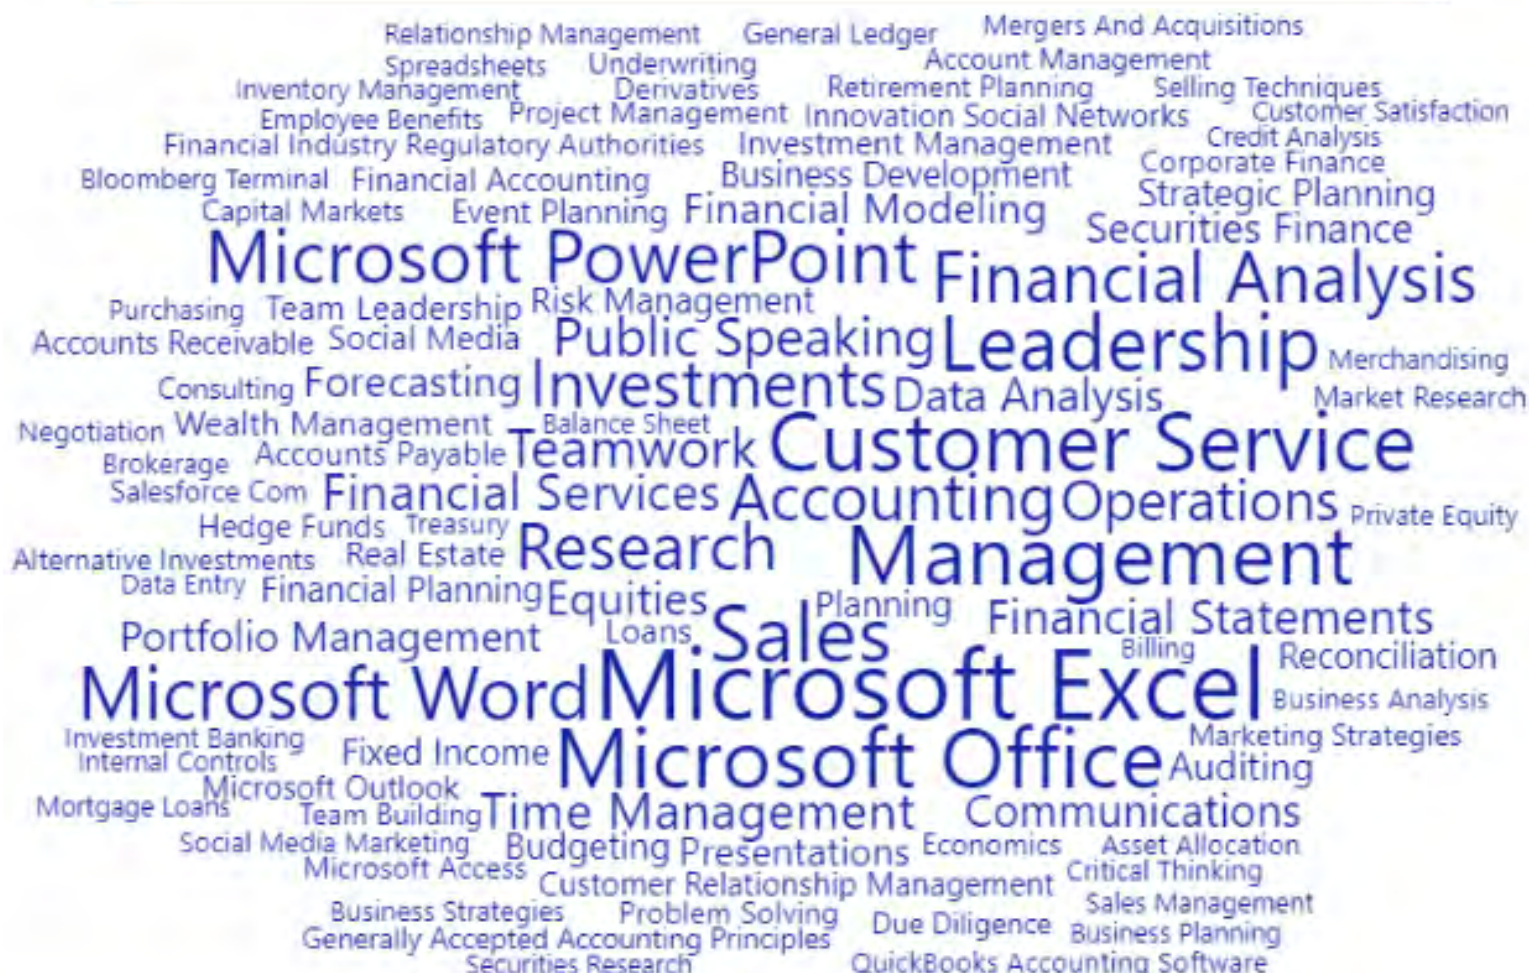 Relationship Management General Ledger Mergers And Acquisitions
Spreadsheets Underwriting Account Management
Inventory Management Derivatives Retirement Planning Selling Techniques
Employee Benefits Project Management Innovation Social Networks Customer Satisfaction
Financial Industry Regulatory Authorities Investment Management Credit Analysis
Bloomberg Terminal Financial Accounting Business Development Corporate Finance
Capital Markets Event Planning Financial Modeling Strategic Planning
Securities Finance
Microsoft PowerPoint Financial Analysis
Purchasing Team Leadership Risk Management
Accounts Receivable Social Media Public Speaking Leadership Merchandising
Consulting Forecasting Investments Data Analysis Market Research
Negotiation Wealth Management Balance Sheet
Brokerage Accounts Payable Teamwork Customer Service
Salesforce Com Financial Services Accounting Operations Private Equity
Hedge Funds Treasury
Alternative Investments Real Estate Research Management
Data Entry Financial Planning Equities Planning Financial Statements
Portfolio Management Loans Sales Billing Reconciliation
Microsoft Word Microsoft Excel Business Analysis
Investment Banking Fixed Income Microsoft Office Marketing Strategies
Internal Controls Auditing
Microsoft Outlook
Mortgage Loans Team Building Time Management Communications
Social Media Marketing Budgeting Presentations Economics Asset Allocation
Microsoft Access Customer Relationship Management Critical Thinking
Business Strategies Problem Solving Due Diligence Sales Management
Generally Accepted Accounting Principles Business Planning
Securities Research QuickBooks Accounting Software